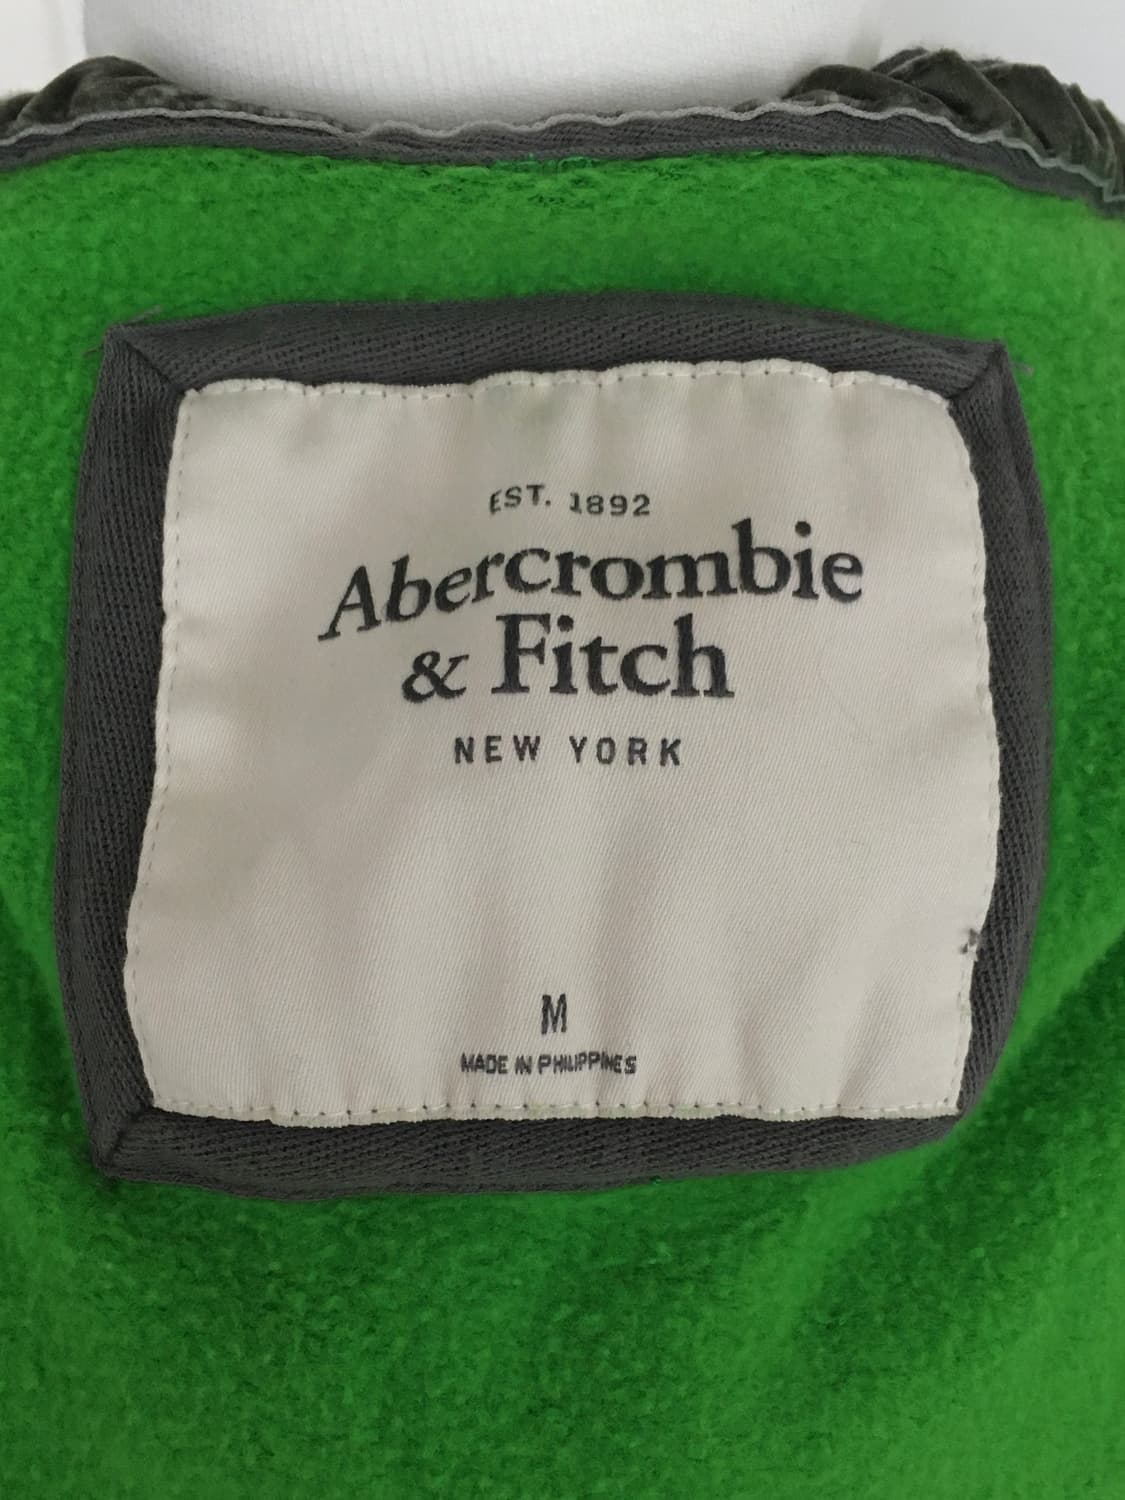 EST. 1892
Abercrombie
& Fitch
NEW YORK
M
MADE IN PHILIPPINES